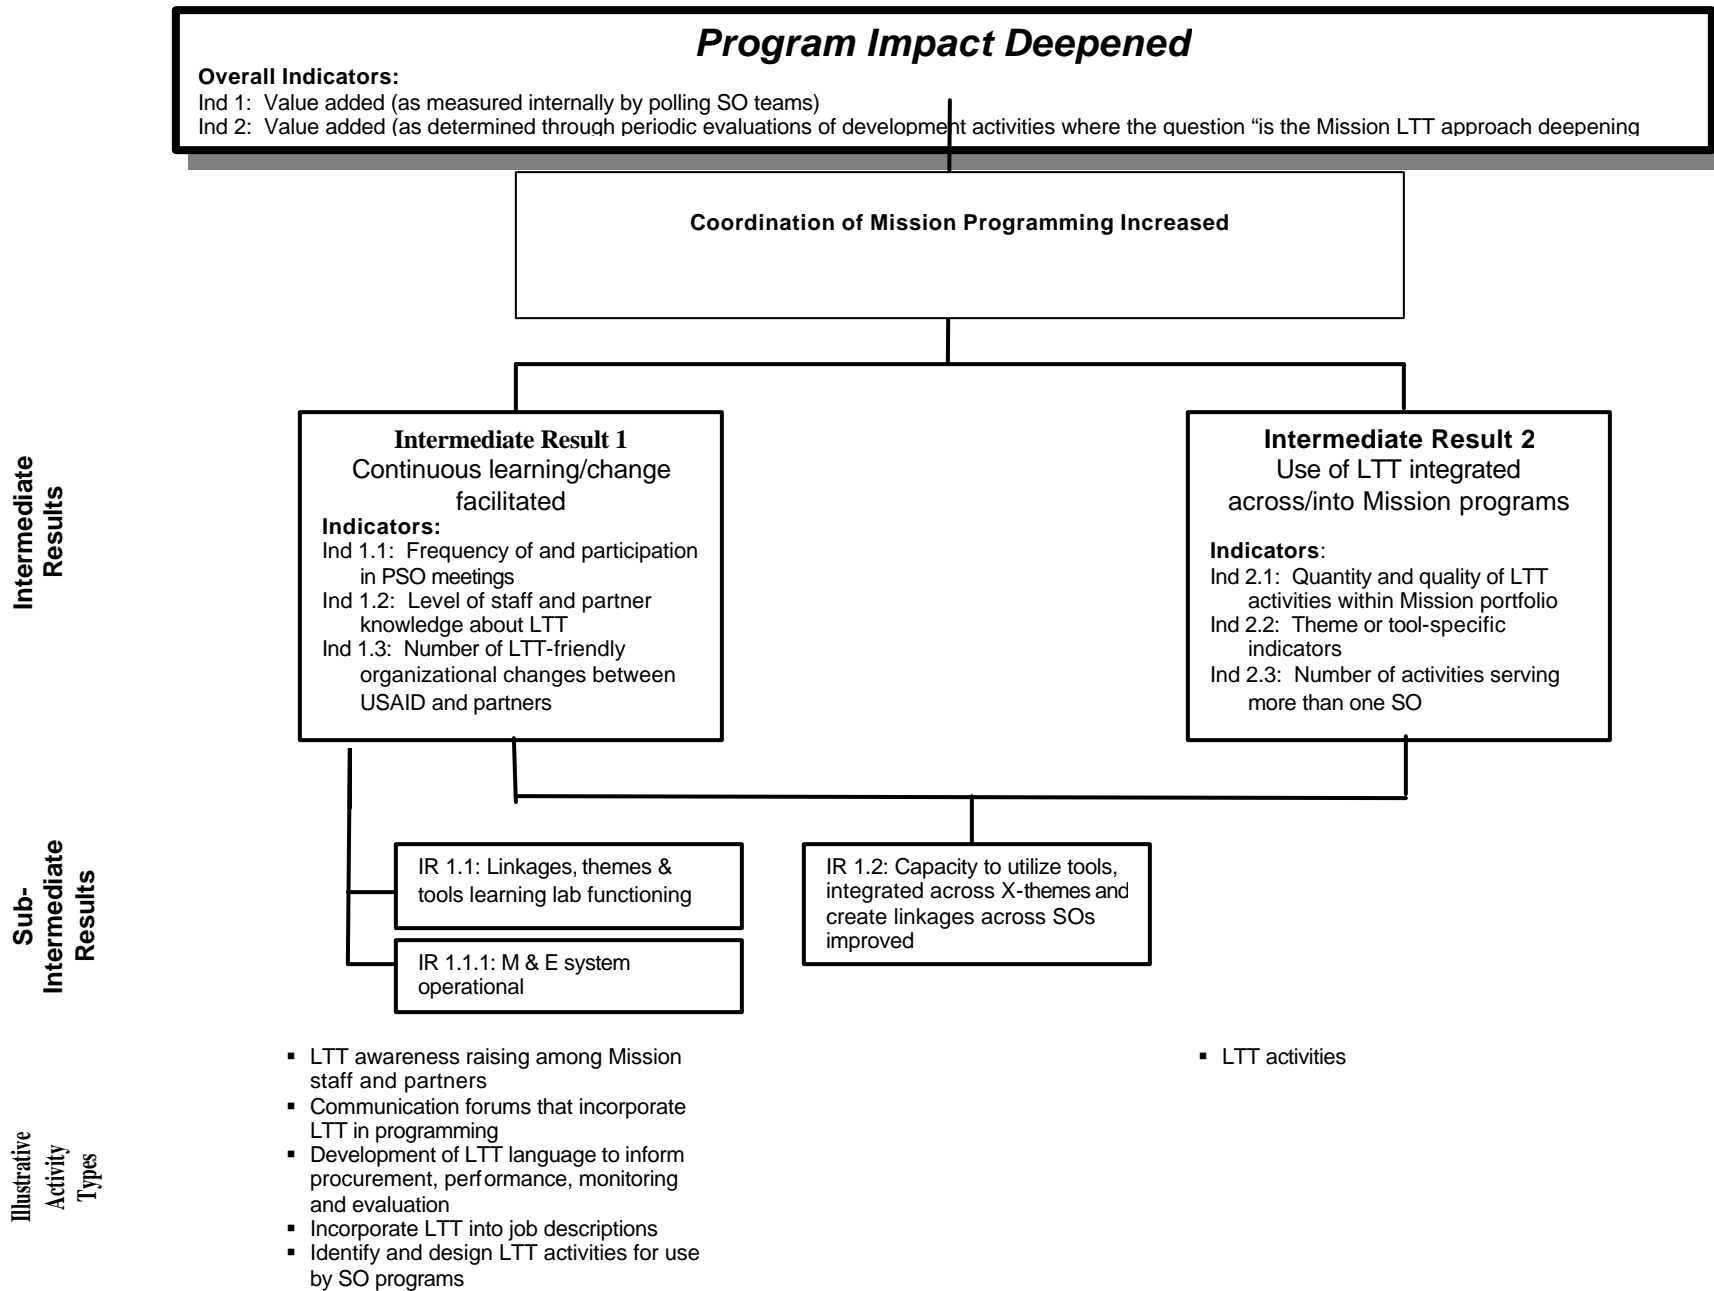 Program Impact Deepened
Overall Indicators:
Ind 1: Value added (as measured internally by polling SO teams)
Ind 2: Value added (as determined through periodic evaluations of development activities where the question “is the Mission LTT approach deepening
Coordination of Mission Programming Increased
Intermediate
Results
Intermediate Result 1
Continuous learning/change
facilitated
Indicators:
Ind 1.1: Frequency of and participation
in PSO meetings
Ind 1.2: Level of staff and partner
knowledge about LTT
Ind 1.3: Number of LTT-friendly
organizational changes between
USAID and partners
Intermediate Result 2
Use of LTT integrated
across/into Mission programs
Indicators:
Ind 2.1: Quantity and quality of LTT
activities within Mission portfolio
Ind 2.2: Theme or tool-specific
indicators
Ind 2.3: Number of activities serving
more than one SO
Sub-
Intermediate
Results
IR 1.1: Linkages, themes &
tools learning lab functioning
IR 1.1.1: M & E system
operational
IR 1.2: Capacity to utilize tools,
integrated across X-themes and
create linkages across SOs
improved
Illustrative
Activity
Types
▪ LTT awareness raising among Mission
staff and partners
▪ Communication forums that incorporate
LTT in programming
▪ Development of LTT language to inform
procurement, performance, monitoring
and evaluation
▪ Incorporate LTT into job descriptions
▪ Identify and design LTT activities for use
by SO programs
▪ LTT activities